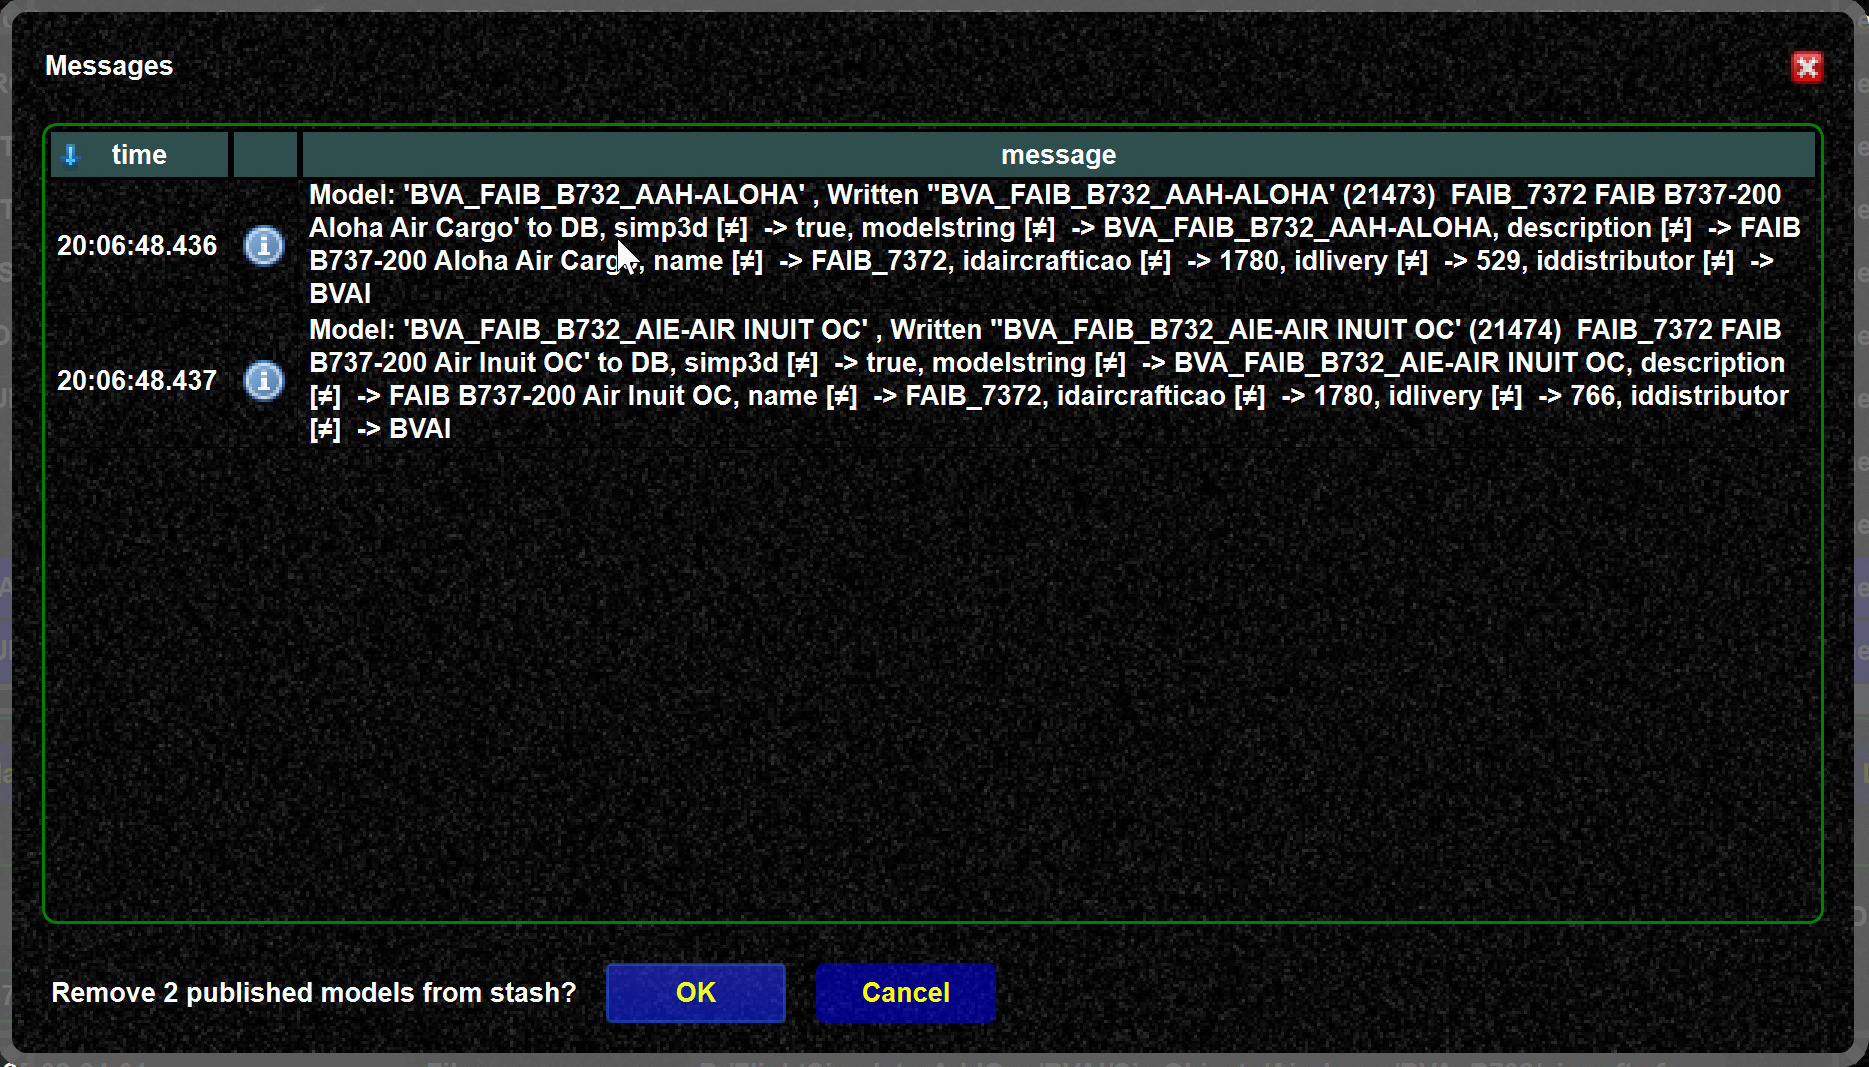 Messages
time message
Model: 'BVA_FAIB_B732_AAH-ALOHA' , Written "BVA_FAIB_B732_AAH-ALOHA' (21473)  FAIB_7372 FAIB B737-200
Aloha Air Cargo' to DB, simp3d [≠]  -> true, modelstring [≠]  -> BVA_FAIB_B732_AAH-ALOHA, description [≠]  -> FAIB
20:06:48.436
B737-200 Aloha Air Cargo, name [≠]  -> FAIB_7372, idaircrafticao [≠]  -> 1780, idlivery [≠]  -> 529, iddistributor [≠]  ->
BVAI
Model: 'BVA_FAIB_B732_AIE-AIR INUIT OC' , Written "BVA_FAIB_B732_AIE-AIR INUIT OC' (21474)  FAIB_7372 FAIB
B737-200 Air Inuit OC' to DB, simp3d [≠]  -> true, modelstring [≠]  -> BVA_FAIB_B732_AIE-AIR INUIT OC, description
20:06:48.437
[≠]  -> FAIB B737-200 Air Inuit OC, name [≠]  -> FAIB_7372, idaircrafticao [≠]  -> 1780, idlivery [≠]  -> 766, iddistributor
[≠]  -> BVAI
Remove 2 published models from stash? OK Cancel